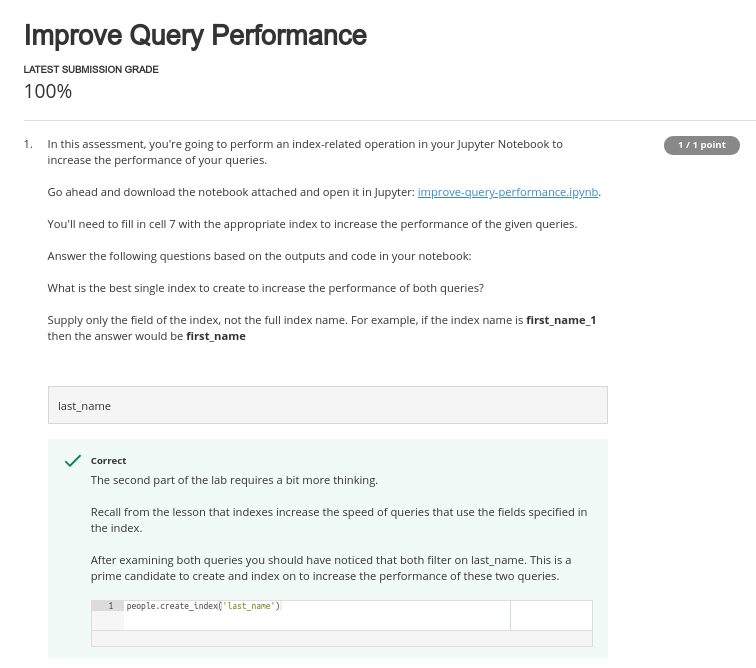 Improve Query Performance
LATEST SUBMISSION GRADE
100%
1. In this assessment, you're going to perform an index-related operation in your Jupyter Notebook to 1 / 1 point
increase the performance of your queries.
Go ahead and download the notebook attached and open it in Jupyter: improve-query-performance.ipynb.
You'll need to fill in cell 7 with the appropriate index to increase the performance of the given queries.
Answer the following questions based on the outputs and code in your notebook:
What is the best single index to create to increase the performance of both queries?
Supply only the field of the index, not the full index name. For example, if the index name is first_name_1
then the answer would be first_name
last_name
Correct
The second part of the lab requires a bit more thinking.
Recall from the lesson that indexes increase the speed of queries that use the fields specified in
the index.
After examining both queries you should have noticed that both filter on last_name. This is a
prime candidate to create and index on to increase the performance of these two queries.
1 people.create_index('last_name')